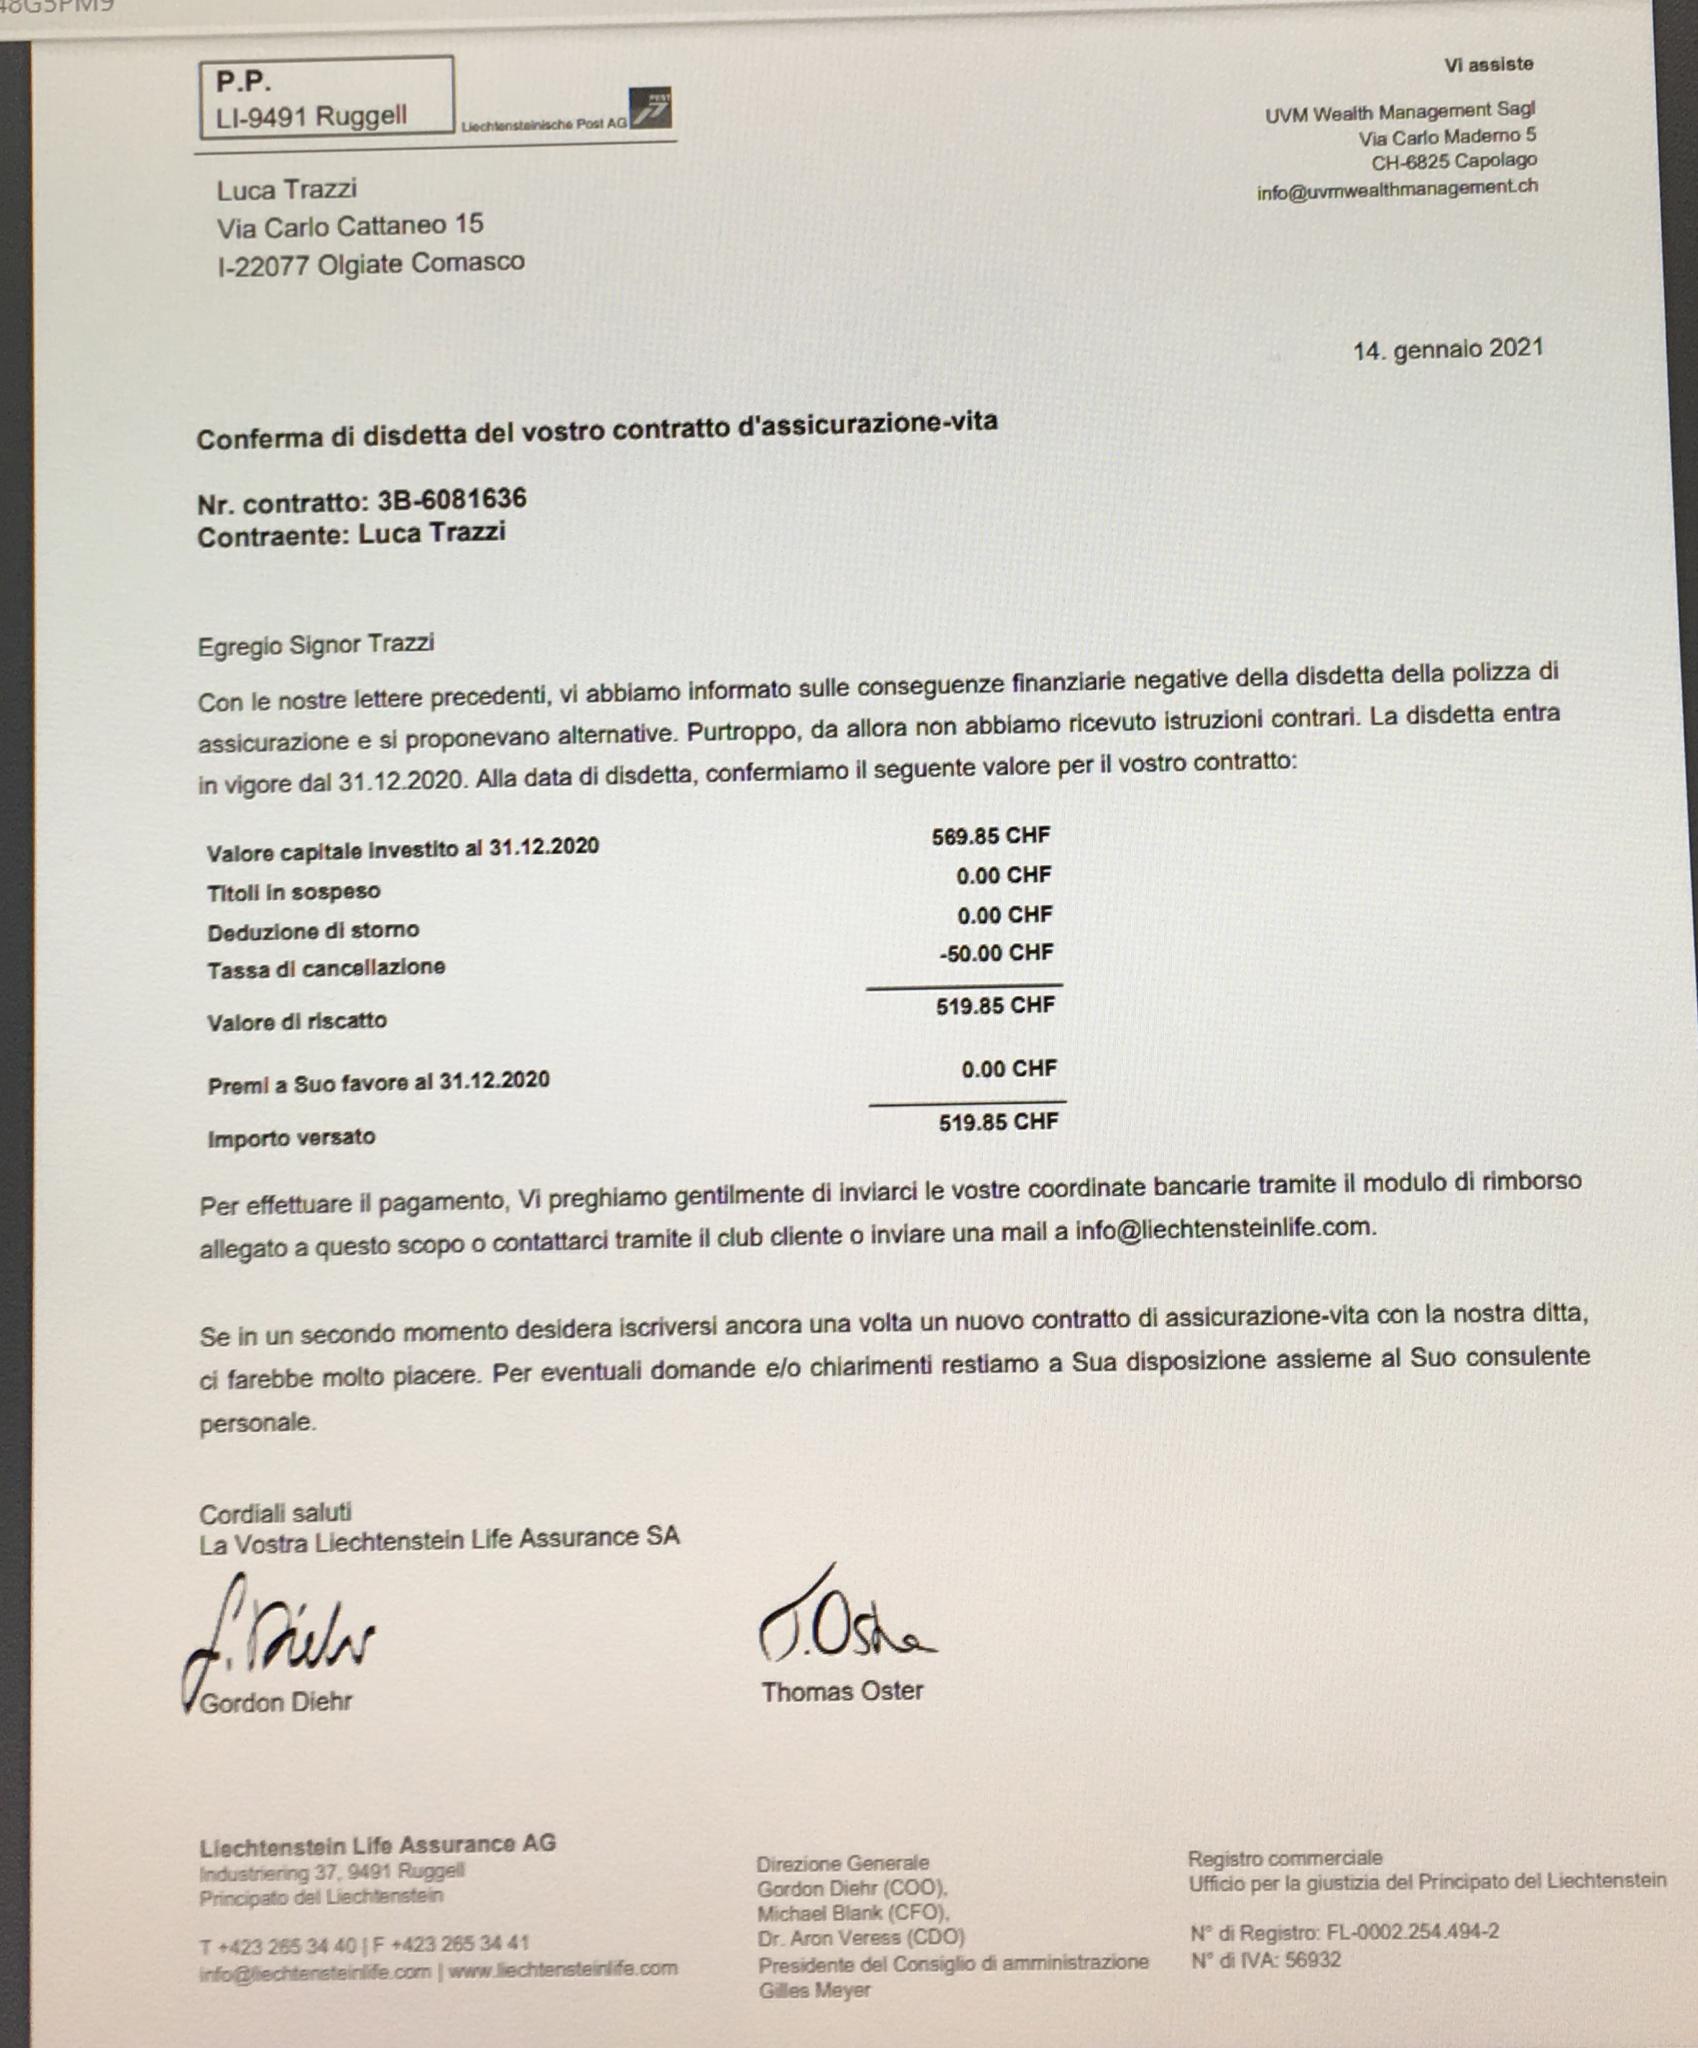 P.P.
LI-9491 Ruggell
Liechtensteinische Post AG
POST
Vi assiste
UVM Wealth Management Sagl
Via Carlo Maderno 5
CH-6825 Capolago
info@uvmwealthmanagement.ch
Luca Trazzi
Via Carlo Cattaneo 15
I-22077 Olgiate Comasco
14. gennaio 2021
Conferma di disdetta del vostro contratto d'assicurazione-vita
Nr. contratto: 3B-6081636
Contraente: Luca Trazzi
Egregio Signor Trazzi
Con le nostre lettere precedenti, vi abbiamo informato sulle conseguenze finanziarie negative della disdetta della polizza di
assicurazione e si proponevano alternative. Purtroppo, da allora non abbiamo ricevuto istruzioni contrari. La disdetta entra
in vigore dal 31.12.2020. Alla data di disdetta, confermiamo il seguente valore per il vostro contratto:
Valore capitale investito al 31.12.2020 569.85 CHF
Titoli in sospeso 0.00 CHF
Deduzione di storno 0.00 CHF
Tassa di cancellazione -50.00 CHF
Valore di riscatto 519.85 CHF
Premi a Suo favore al 31.12.2020 0.00 CHF
Importo versato 519.85 CHF
Per effettuare il pagamento, Vi preghiamo gentilmente di inviarci le vostre coordinate bancarie tramite il modulo di rimborso
allegato a questo scopo o contattarci tramite il club cliente o inviare una mail a info@liechtensteinlife.com.
Se in un secondo momento desidera iscriversi ancora una volta un nuovo contratto di assicurazione-vita con la nostra ditta,
ci farebbe molto piacere. Per eventuali domande e/o chiarimenti restiamo a Sua disposizione assieme al Suo consulente
personale.
Cordiali saluti
La Vostra Liechtenstein Life Assurance SA
Gordon Diehr
T. Oster
Thomas Oster
Liechtenstein Life Assurance AG
Industriering 37, 9491 Ruggell
Principato del Liechtenstein
T +423 265 34 40 | F +423 265 34 41
info@liechtensteinlife.com | www.liechtensteinlife.com
Direzione Generale
Gordon Diehr (COO),
Michael Blank (CFO),
Dr. Aron Veress (CDO)
Presidente del Consiglio di amministrazione
Gilles Meyer
Registro commerciale
Ufficio per la giustizia del Principato del Liechtenstein
N° di Registro: FL-0002.254.494-2
N° di IVA: 56932